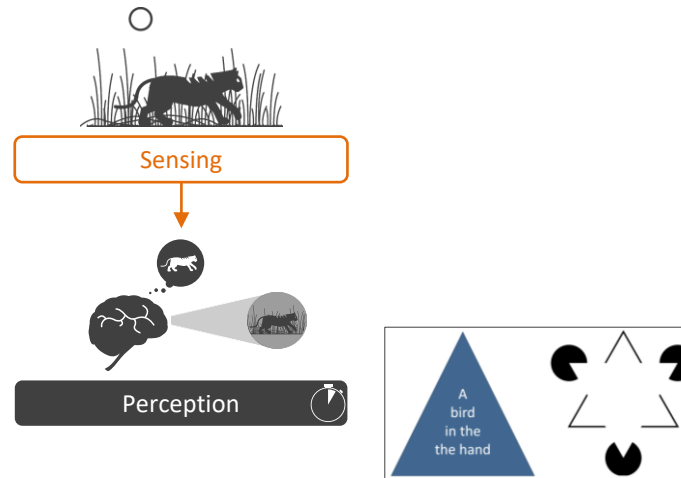 Sensing
Perception
A
bird
in the
the hand